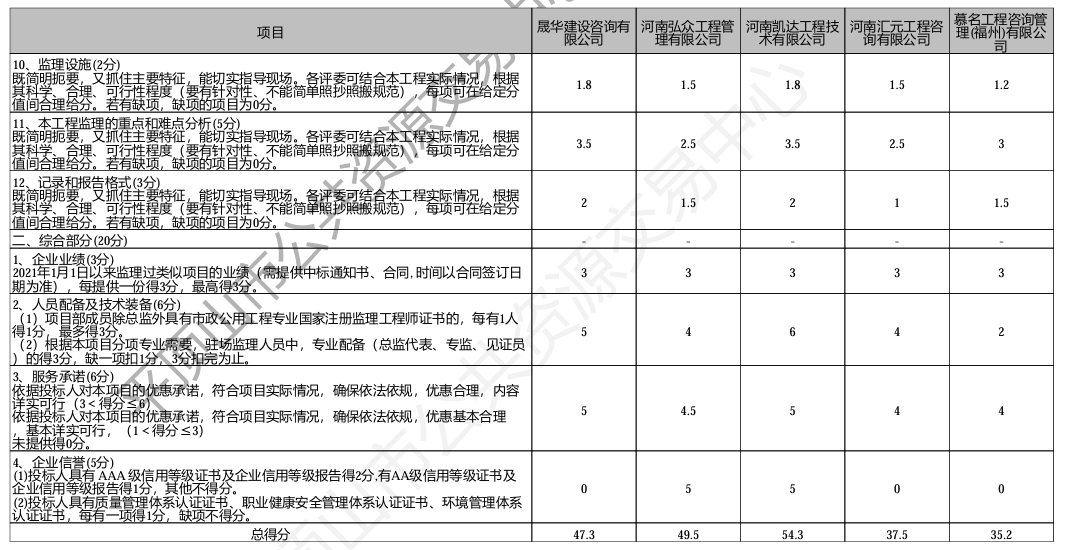 项目
晟华建设咨询有
限公司
河南弘众工程管
理有限公司
河南凯达工程技
术有限公司
河南汇元工程咨
询有限公司
慕名工程咨询管
理(福州)有限公
司
10、监理设施(2分)
既简明扼要，又抓住主要特征，能切实指导现场。各评委可结合本工程实际情况，根据
其科学、合理、可行性程度（要有针对性、不能简单照抄照搬规范），每项可在给定分
值间合理给分。若有缺项，缺项的项目为0分。
1.8
1.5
1.8
1.5
1.2
11、本工程监理的重点和难点分析(5分)
既简明扼要，又抓住主要特征，能切实指导现场。各评委可结合本工程实际情况，根据
其科学、合理、可行性程度（要有针对性、不能简单照抄照搬规范），每项可在给定分
值间合理给分。若有缺项，缺项的项目为0分。
3.5
2.5
3.5
2.5
3
12、记录和报告格式(3分)
既简明扼要，又抓住主要特征，能切实指导现场。各评委可结合本工程实际情况，根据
其科学、合理、可行性程度（要有针对性、不能简单照抄照搬规范），每项可在给定分
值间合理给分。若有缺项，缺项的项目为0分。
2
1.5
2
1
1.5
二、综合部分(20分)
-
-
-
-
-
1、企业业绩(3分)
2021年1月1日以来监理过类似项目的业绩（需提供中标通知书、合同,时间以合同签订日
期为准），每提供一份得3分，最高得3分。
3
3
3
3
3
2、人员配备及技术装备(6分)
（1）项目部成员除总监外具有市政公用工程专业国家注册监理工程师证书的，每有1人
得1分，最多得3分。
（2）根据本项目分项专业需要，驻场监理人员中，专业配备（总监代表、专监、见证员
）的得3分，缺一项扣1分，3分扣完为止。
5
4
6
4
2
3、服务承诺(6分)
依据投标人对本项目的优惠承诺，符合项目实际情况，确保依法依规，优惠合理，内容
详实可行（3＜得分≤6）
依据投标人对本项目的优惠承诺，符合项目实际情况，确保依法依规，优惠基本合理
，基本详实可行，（1＜得分≤3）
未提供得0分。
5
4.5
5
4
4
4、企业信誉(5分)
(1)投标人具有 AAA 级信用等级证书及企业信用等级报告得2分,有AA级信用等级证书及
企业信用等级报告得1分，其他不得分。
(2)投标人具有质量管理体系认证证书、职业健康安全管理体系认证证书、环境管理体系
认证证书，每有一项得1分，缺项不得分。
0
5
5
0
0
总得分
47.3
49.5
54.3
37.5
35.2
平顶山市公共资源交易中
平顶山市公共资源交易中心